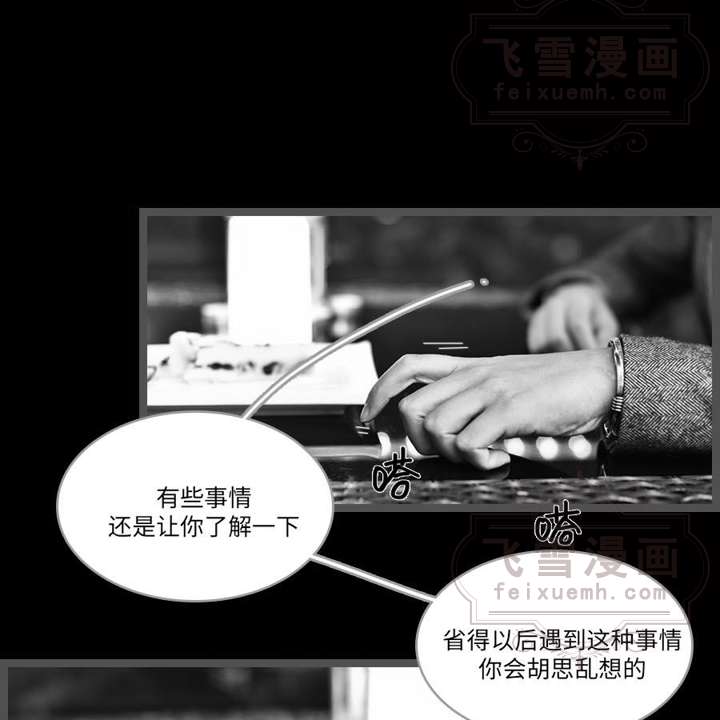 飞雪漫画
feixuemh.com
有些事情
还是让你了解一下
嗒
嗒
飞雪漫画
feixuemh.com
省得以后遇到这种事情
你会胡思乱想的